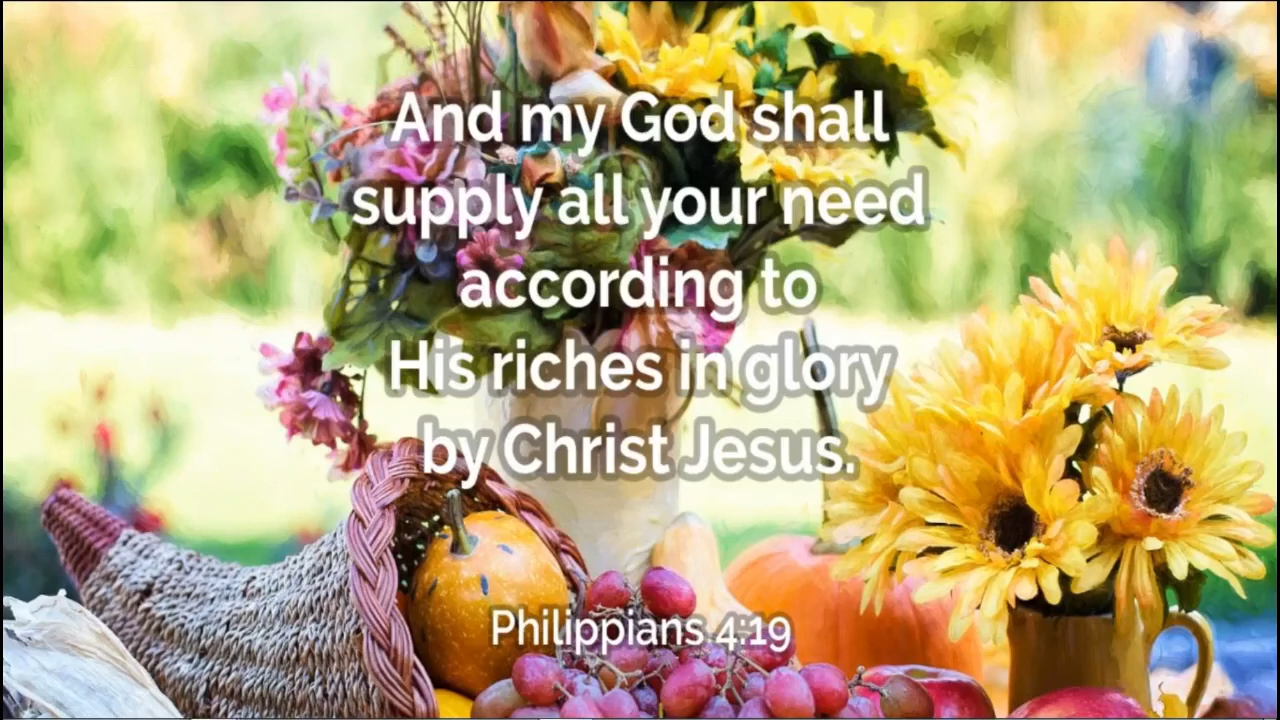 And my God shall
supply all your need
according to
His riches in glory
by Christ Jesus.
Philippians 4:19